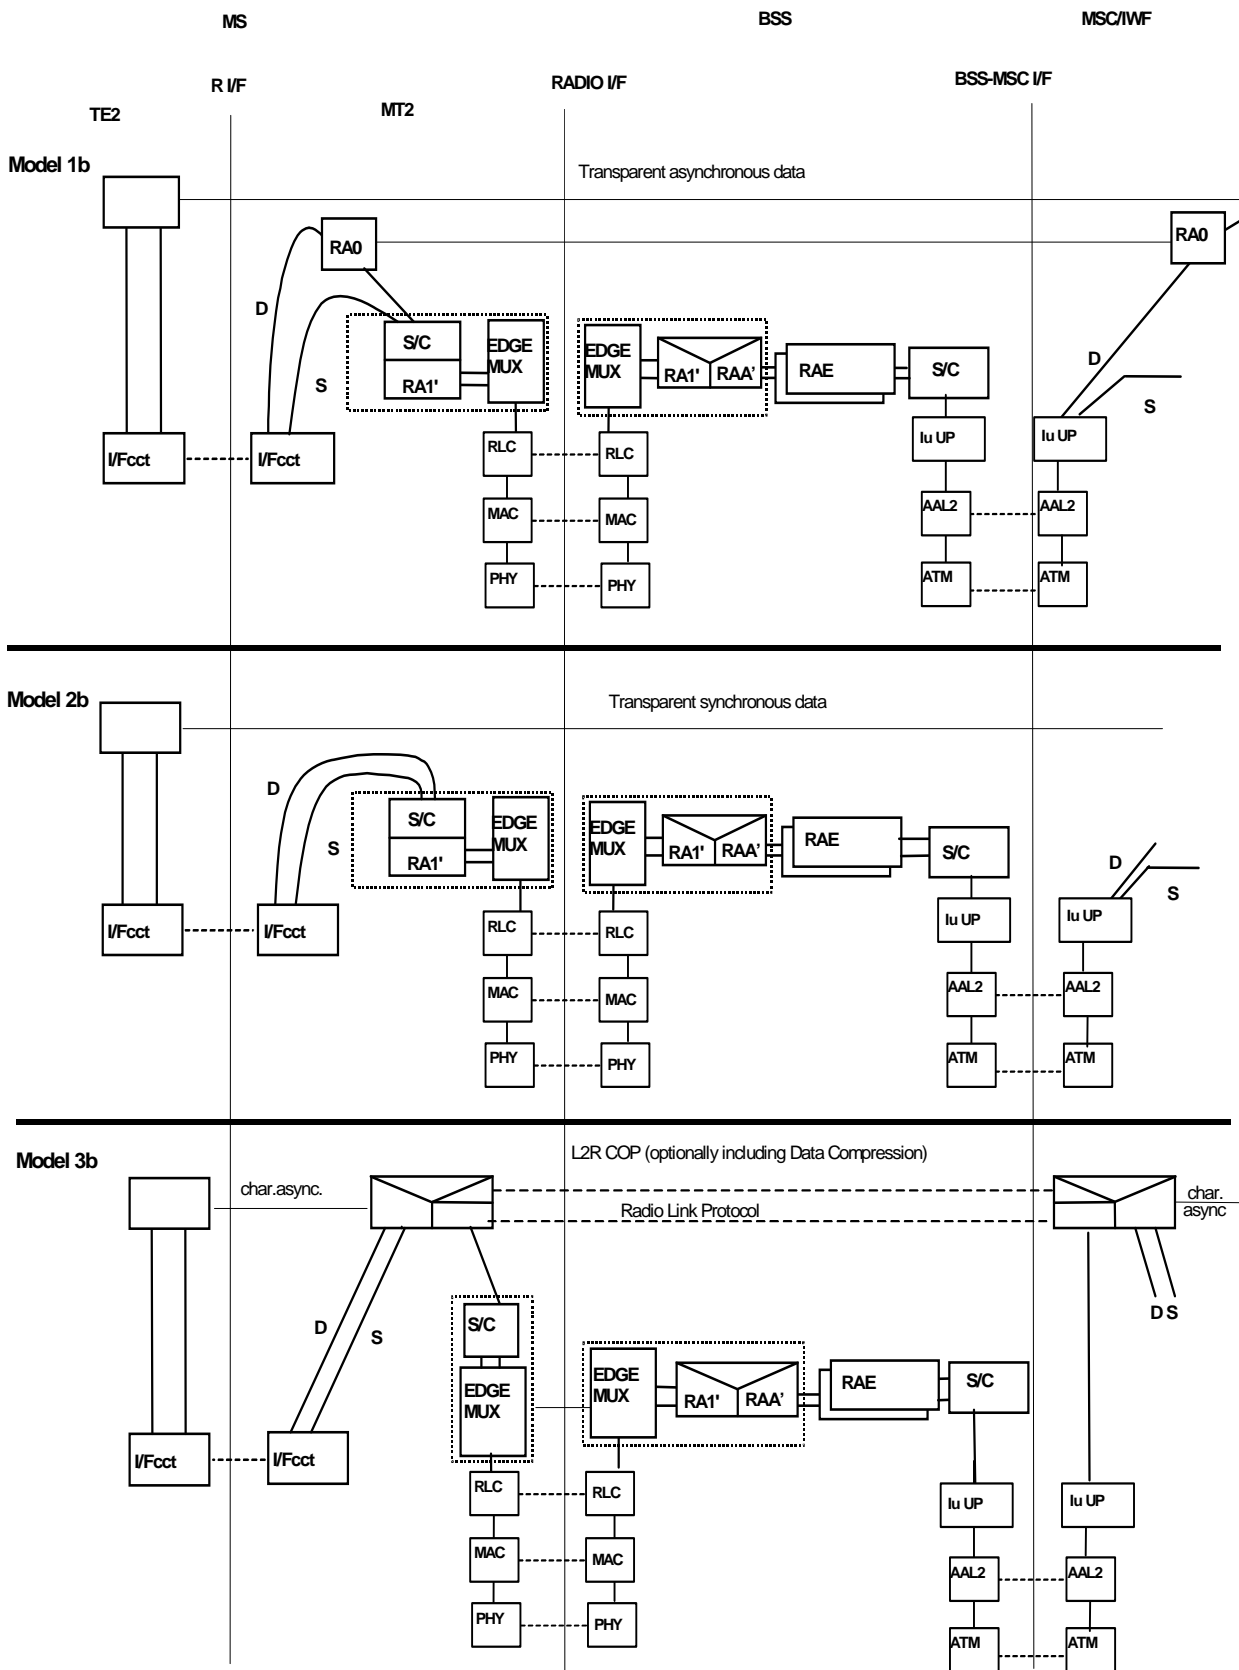 MS BSS MSC/IWF
R I/F RADIO I/F BSS-MSC I/F
TE2 MT2
Model 1b
Transparent asynchronous data
RA0 RA0
D D
S/C EDGE MUX EDGE MUX RA1' RAA' RAE S/C
S RA1' S
I/Fcct I/Fcct RLC RLC Iu UP Iu UP
MAC MAC AAL2 AAL2
PHY PHY ATM ATM
Model 2b
Transparent synchronous data
D
S/C EDGE MUX EDGE MUX RA1' RAA' RAE S/C
S RA1' D
S
I/Fcct I/Fcct RLC RLC Iu UP Iu UP
MAC MAC AAL2 AAL2
PHY PHY ATM ATM
Model 3b
L2R COP (optionally including Data Compression)
char.async. char.
Radio Link Protocol async
D S S/C D S
EDGE MUX EDGE MUX RA1' RAA' RAE S/C
I/Fcct I/Fcct
RLC RLC Iu UP Iu UP
MAC MAC AAL2 AAL2
PHY PHY ATM ATM